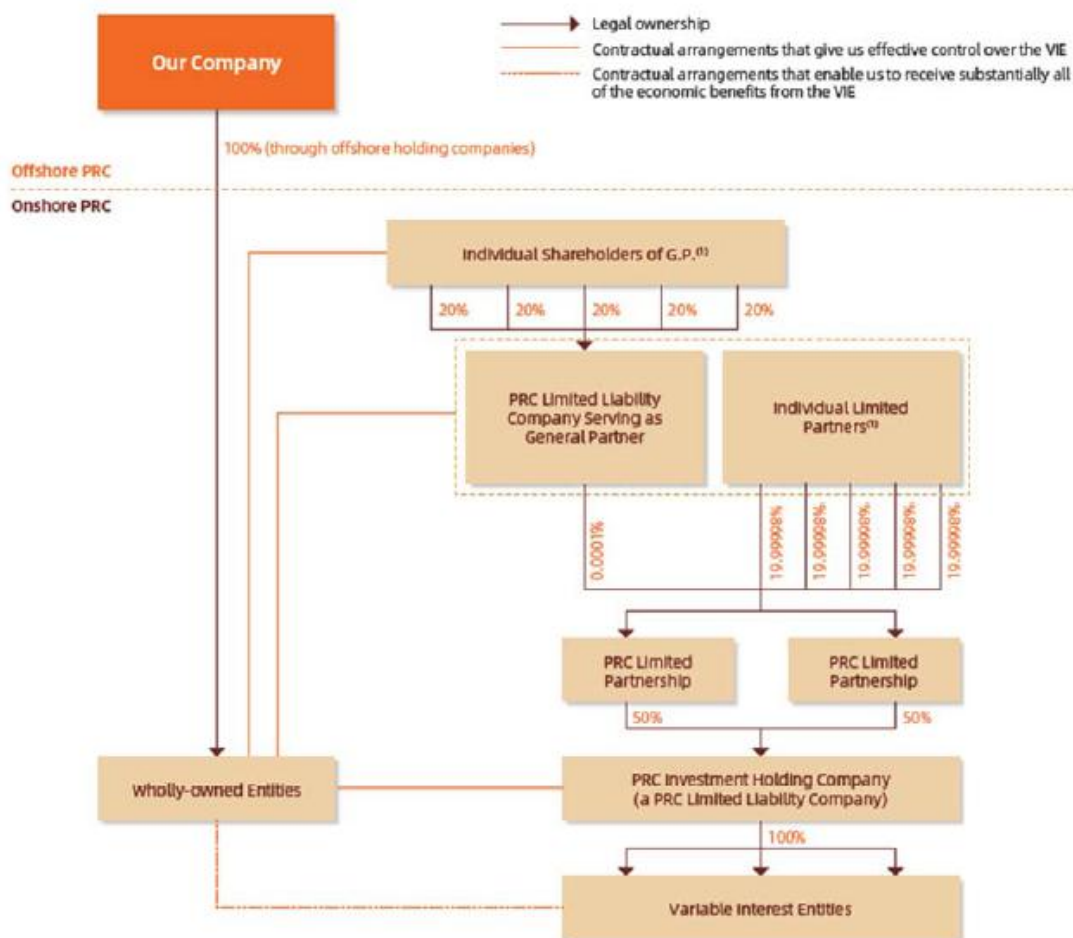 Our Company
Legal ownership
Contractual arrangements that give us effective control over the VIE
Contractual arrangements that enable us to receive substantially all
of the economic benefits from the VIE
100% (through offshore holding companies)
Offshore PRC
Onshore PRC
Individual Shareholders of G.P.(1)
20%
20%
20%
20%
20%
PRC Limited Liability
Company Serving as
General Partner
Individual Limited
Partners(1)
0.0001%
19.99998%
19.99998%
19.99998%
19.99998%
19.99998%
PRC Limited
Partnership
PRC Limited
Partnership
50%
50%
Wholly-owned Entities
PRC Investment Holding Company
(a PRC Limited Liability Company)
100%
Variable Interest Entities